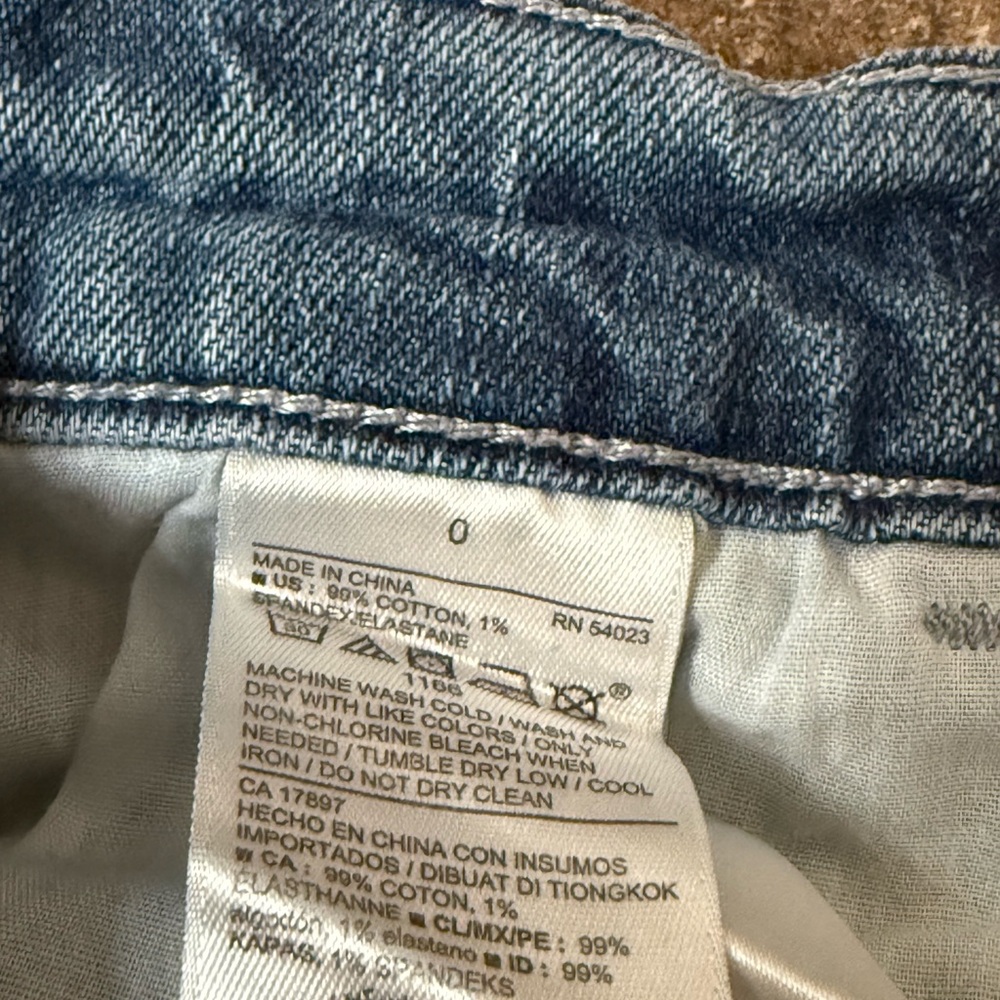 0
MADE IN CHINA
US : 99% COTTON, 1% RN 54023
SPANDEX/ELASTANE
30
1166 ®
MACHINE WASH COLD / WASH AND
DRY WITH LIKE COLORS / ONLY
NON-CHLORINE BLEACH WHEN
NEEDED / TUMBLE DRY LOW / COOL
IRON / DO NOT DRY CLEAN
CA 17897
HECHO EN CHINA CON INSUMOS
IMPORTADOS / DIBUAT DI TIONGKOK
CA : 99% COTON, 1%
ELASTHANNE ■ CL/MX/PE : 99%
algodón, 1% elastano ■ ID : 99%
KAPAS, 1% SPANDEKS